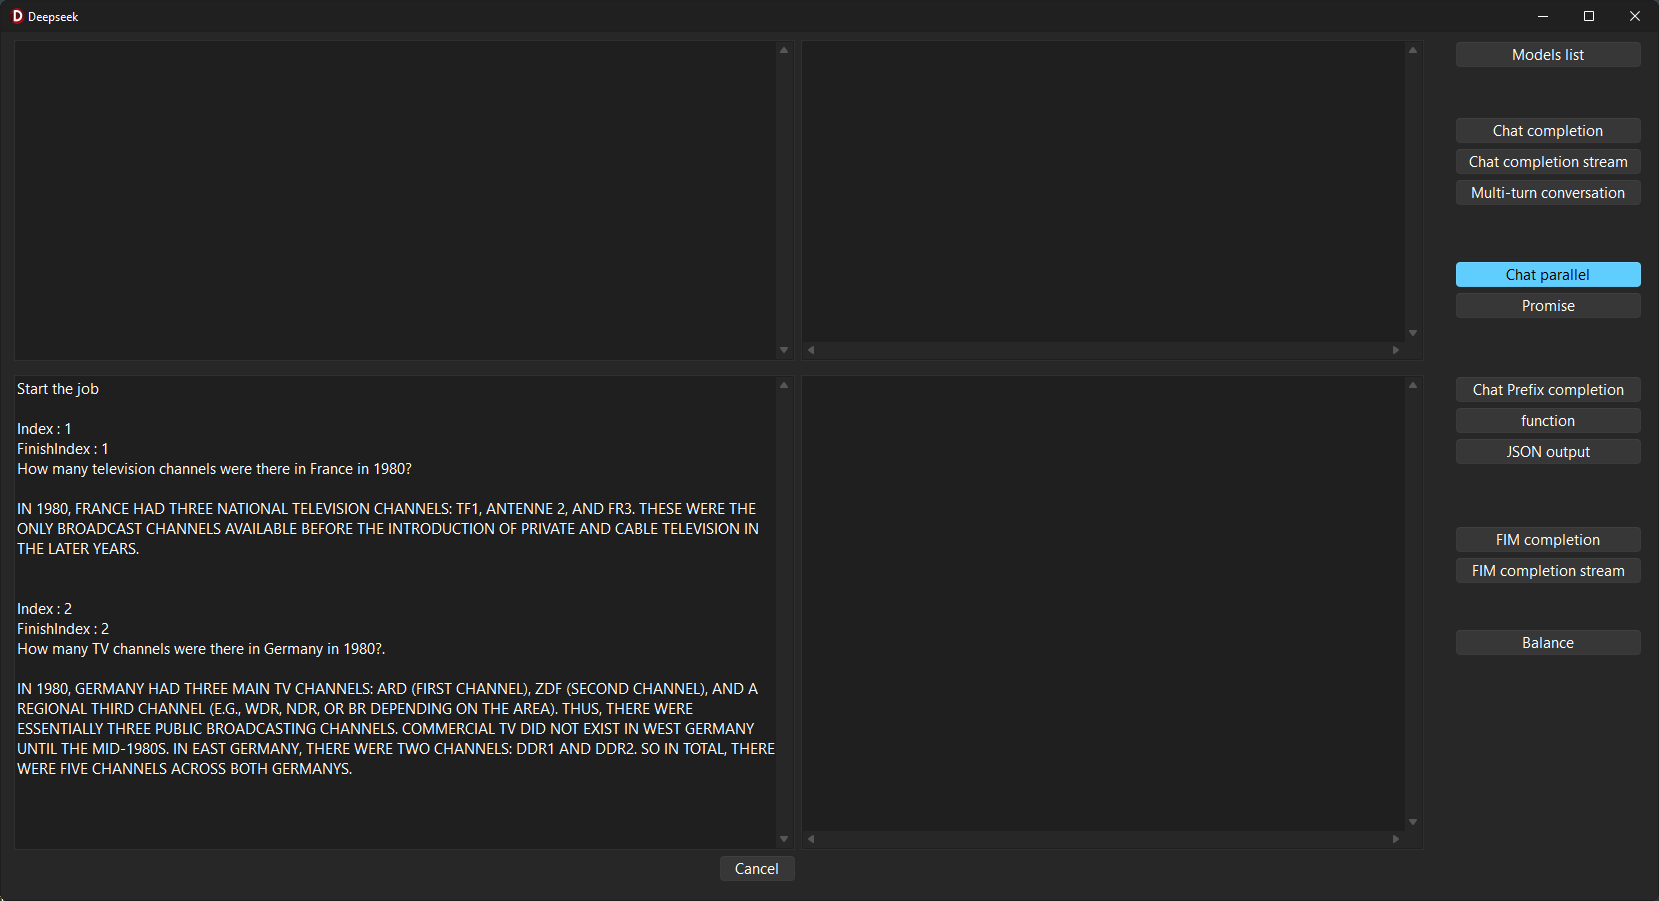 Deepseek
Models list
Chat completion
Chat completion stream
Multi-turn conversation
Chat parallel
Promise
Start the job
Index : 1
FinishIndex : 1
How many television channels were there in France in 1980?
IN 1980, FRANCE HAD THREE NATIONAL TELEVISION CHANNELS: TF1, ANTENNE 2, AND FR3. THESE WERE THE
ONLY BROADCAST CHANNELS AVAILABLE BEFORE THE INTRODUCTION OF PRIVATE AND CABLE TELEVISION IN
THE LATER YEARS.
Index : 2
FinishIndex : 2
How many TV channels were there in Germany in 1980?.
IN 1980, GERMANY HAD THREE MAIN TV CHANNELS: ARD (FIRST CHANNEL), ZDF (SECOND CHANNEL), AND A
REGIONAL THIRD CHANNEL (E.G., WDR, NDR, OR BR DEPENDING ON THE AREA). THUS, THERE WERE
ESSENTIALLY THREE PUBLIC BROADCASTING CHANNELS. COMMERCIAL TV DID NOT EXIST IN WEST GERMANY
UNTIL THE MID-1980S. IN EAST GERMANY, THERE WERE TWO CHANNELS: DDR1 AND DDR2. SO IN TOTAL, THERE
WERE FIVE CHANNELS ACROSS BOTH GERMANYS.
Chat Prefix completion
function
JSON output
FIM completion
FIM completion stream
Balance
Cancel